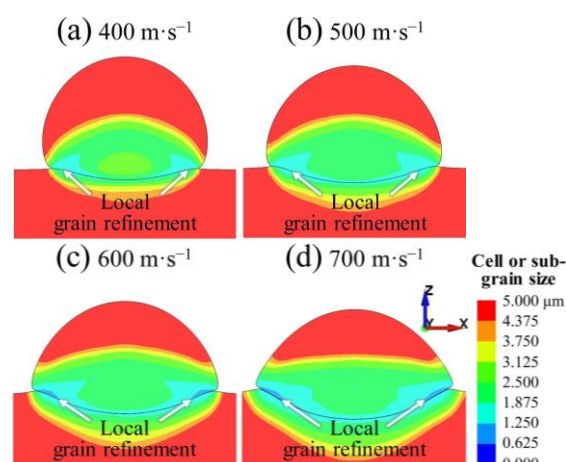 (a) 400 m·s⁻¹
(b) 500 m·s⁻¹
Local
grain refinement
Local
grain refinement
(c) 600 m·s⁻¹
(d) 700 m·s⁻¹
Local
grain refinement
Local
grain refinement
Z
Y
X
Cell or sub-
grain size
5.000 μm
4.375
3.750
3.125
2.500
1.875
1.250
0.625
0.000